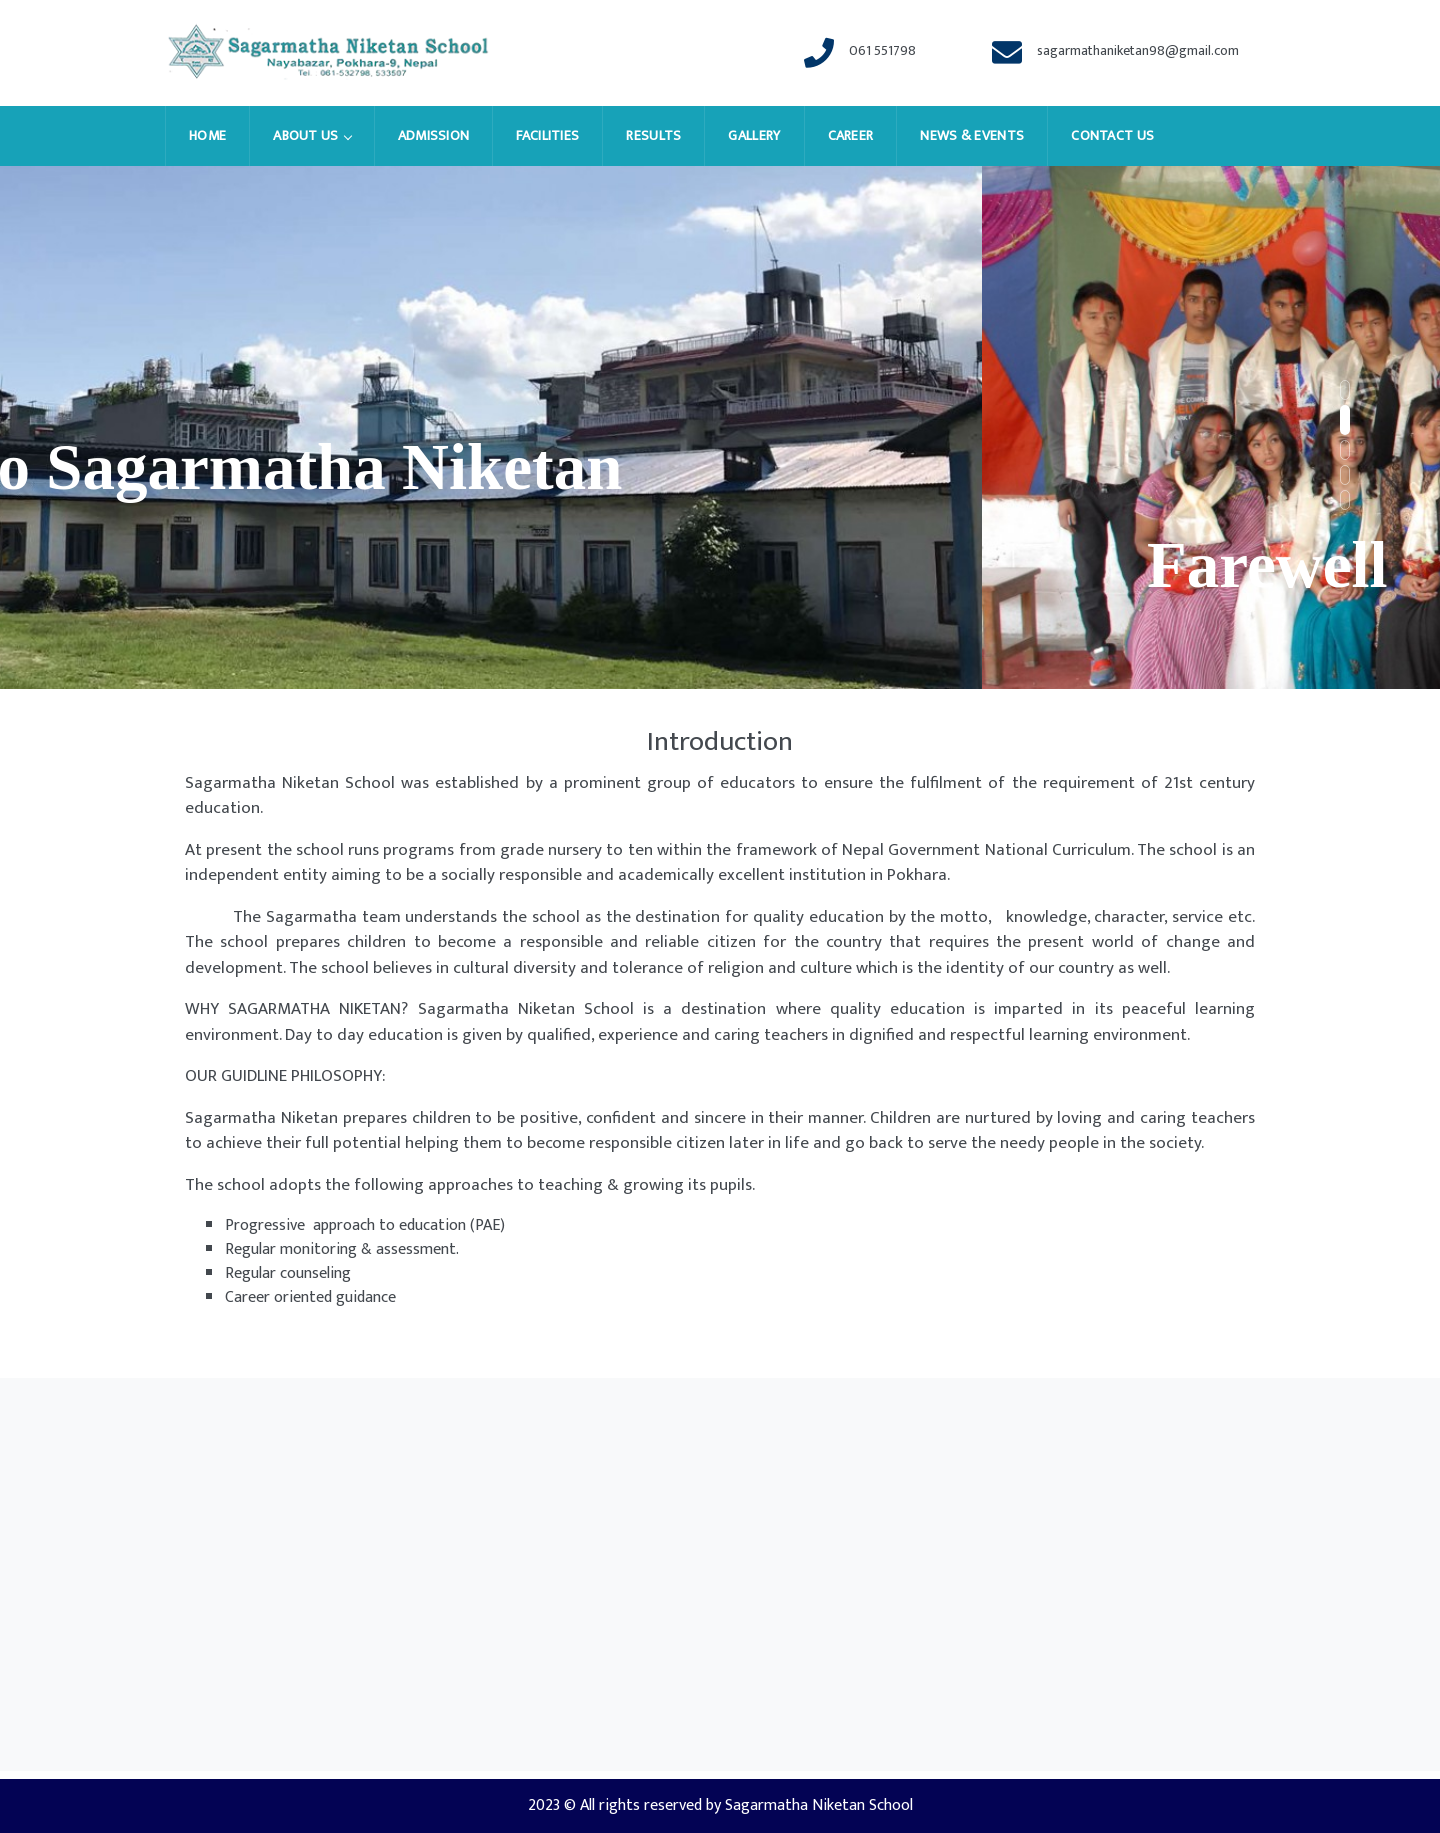 Sagarmatha Niketan School
Nayabazar, Pokhara-9, Nepal
Tel. : 061-532798, 533507
061 551798
sagarmathaniketan98@gmail.com
HOME
ABOUT US
ADMISSION
FACILITIES
RESULTS
GALLERY
CAREER
NEWS & EVENTS
CONTACT US
o Sagarmatha Niketan
Farewell
Introduction
Sagarmatha Niketan School was established by a prominent group of educators to ensure the fulfilment of the requirement of 21st century
education.
At present the school runs programs from grade nursery to ten within the framework of Nepal Government National Curriculum. The school is an
independent entity aiming to be a socially responsible and academically excellent institution in Pokhara.
The Sagarmatha team understands the school as the destination for quality education by the motto, knowledge, character, service etc.
The school prepares children to become a responsible and reliable citizen for the country that requires the present world of change and
development. The school believes in cultural diversity and tolerance of religion and culture which is the identity of our country as well.
WHY SAGARMATHA NIKETAN? Sagarmatha Niketan School is a destination where quality education is imparted in its peaceful learning
environment. Day to day education is given by qualified, experience and caring teachers in dignified and respectful learning environment.
OUR GUIDLINE PHILOSOPHY:
Sagarmatha Niketan prepares children to be positive, confident and sincere in their manner. Children are nurtured by loving and caring teachers
to achieve their full potential helping them to become responsible citizen later in life and go back to serve the needy people in the society.
The school adopts the following approaches to teaching & growing its pupils.
Progressive approach to education (PAE)
Regular monitoring & assessment.
Regular counseling
Career oriented guidance
2023 © All rights reserved by Sagarmatha Niketan School